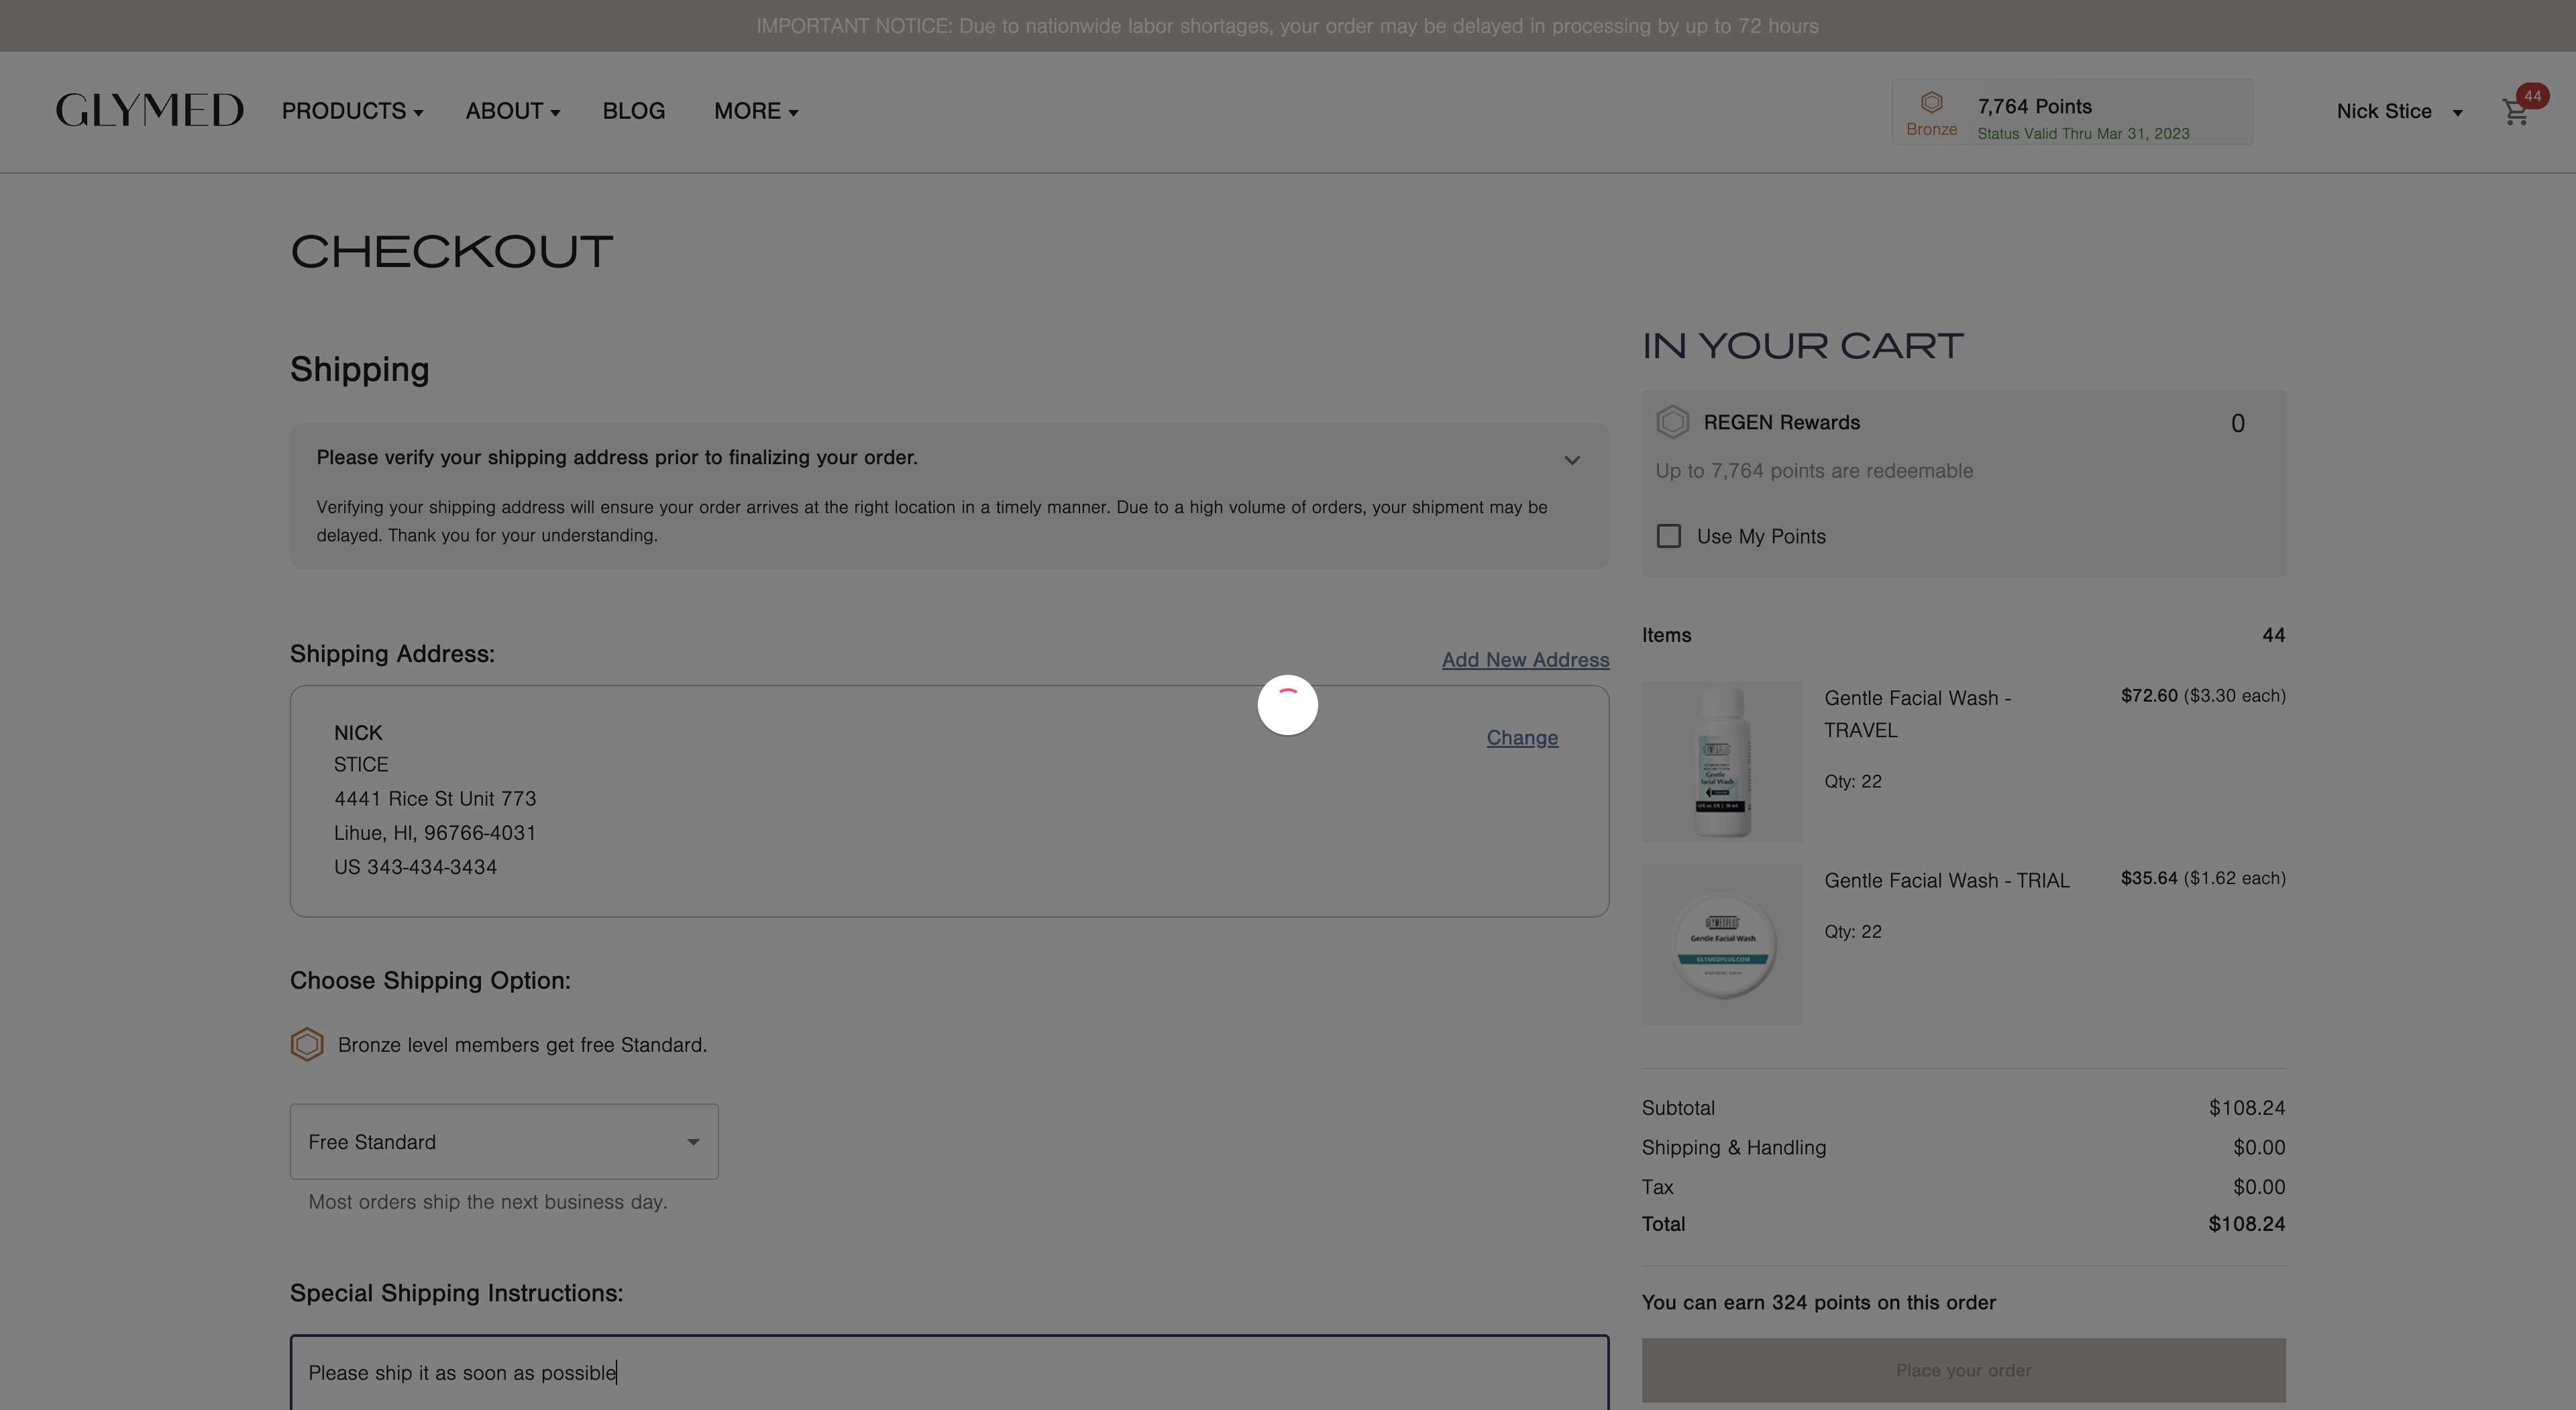 IMPORTANT NOTICE: Due to nationwide labor shortages, your order may be delayed in processing by up to 72 hours
GLYMED
PRODUCTS
ABOUT
BLOG
MORE
Bronze
7,764 Points
Status Valid Thru Mar 31, 2023
Nick Stice
44
CHECKOUT
Shipping
Please verify your shipping address prior to finalizing your order.
Verifying your shipping address will ensure your order arrives at the right location in a timely manner. Due to a high volume of orders, your shipment may be
delayed. Thank you for your understanding.
Shipping Address:
Add New Address
NICK
Change
STICE
4441 Rice St Unit 773
Lihue, HI, 96766-4031
US 343-434-3434
Choose Shipping Option:
Bronze level members get free Standard.
Free Standard
Most orders ship the next business day.
Special Shipping Instructions:
Please ship it as soon as possible
IN YOUR CART
REGEN Rewards
0
Up to 7,764 points are redeemable
Use My Points
Items
44
Gentle
Facial Wash
Gentle Facial Wash -
TRAVEL
$72.60 ($3.30 each)
Qty: 22
GLYMEDPLUS
Gentle Facial Wash
GLYMEDPLUS.COM
Gentle Facial Wash - TRIAL
$35.64 ($1.62 each)
Qty: 22
Subtotal
$108.24
Shipping & Handling
$0.00
Tax
$0.00
Total
$108.24
You can earn 324 points on this order
Place your order